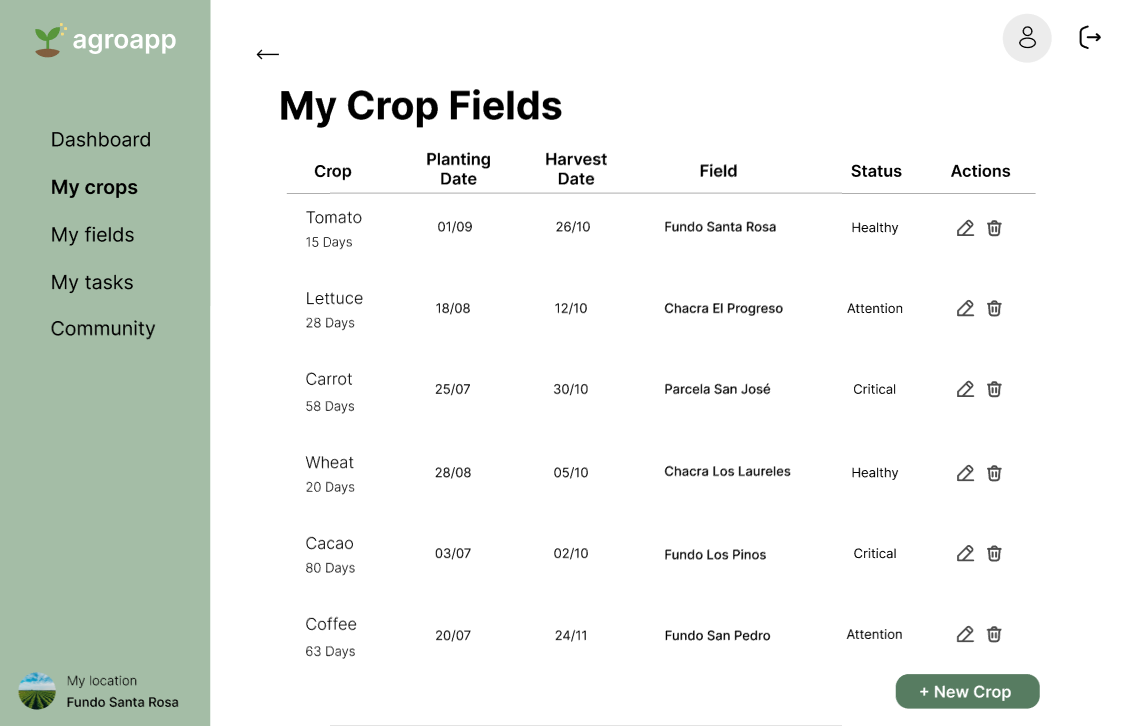 agroapp
Dashboard
My crops
My fields
My tasks
Community
My location
Fundo Santa Rosa
My Crop Fields
Crop Planting Date Harvest Date Field Status Actions
Tomato 01/09 26/10 Fundo Santa Rosa Healthy
15 Days
Lettuce 18/08 12/10 Chacra El Progreso Attention
28 Days
Carrot 25/07 30/10 Parcela San José Critical
58 Days
Wheat 28/08 05/10 Chacra Los Laureles Healthy
20 Days
Cacao 03/07 02/10 Fundo Los Pinos Critical
80 Days
Coffee 20/07 24/11 Fundo San Pedro Attention
63 Days
+ New Crop